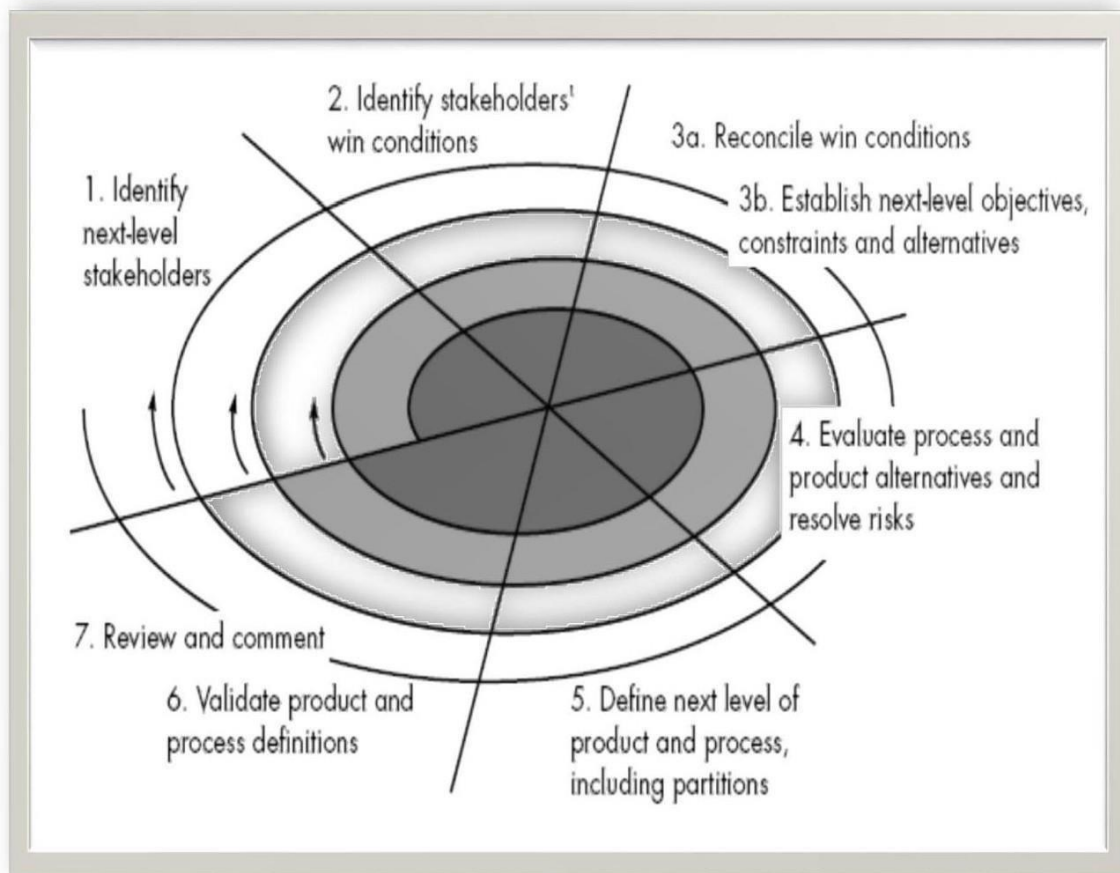 1. Identify
next-level
stakeholders
2. Identify stakeholders'
win conditions
3a. Reconcile win conditions
3b. Establish next-level objectives,
constraints and alternatives
4. Evaluate process and
product alternatives and
resolve risks
5. Define next level of
product and process,
including partitions
6. Validate product and
process definitions
7. Review and comment